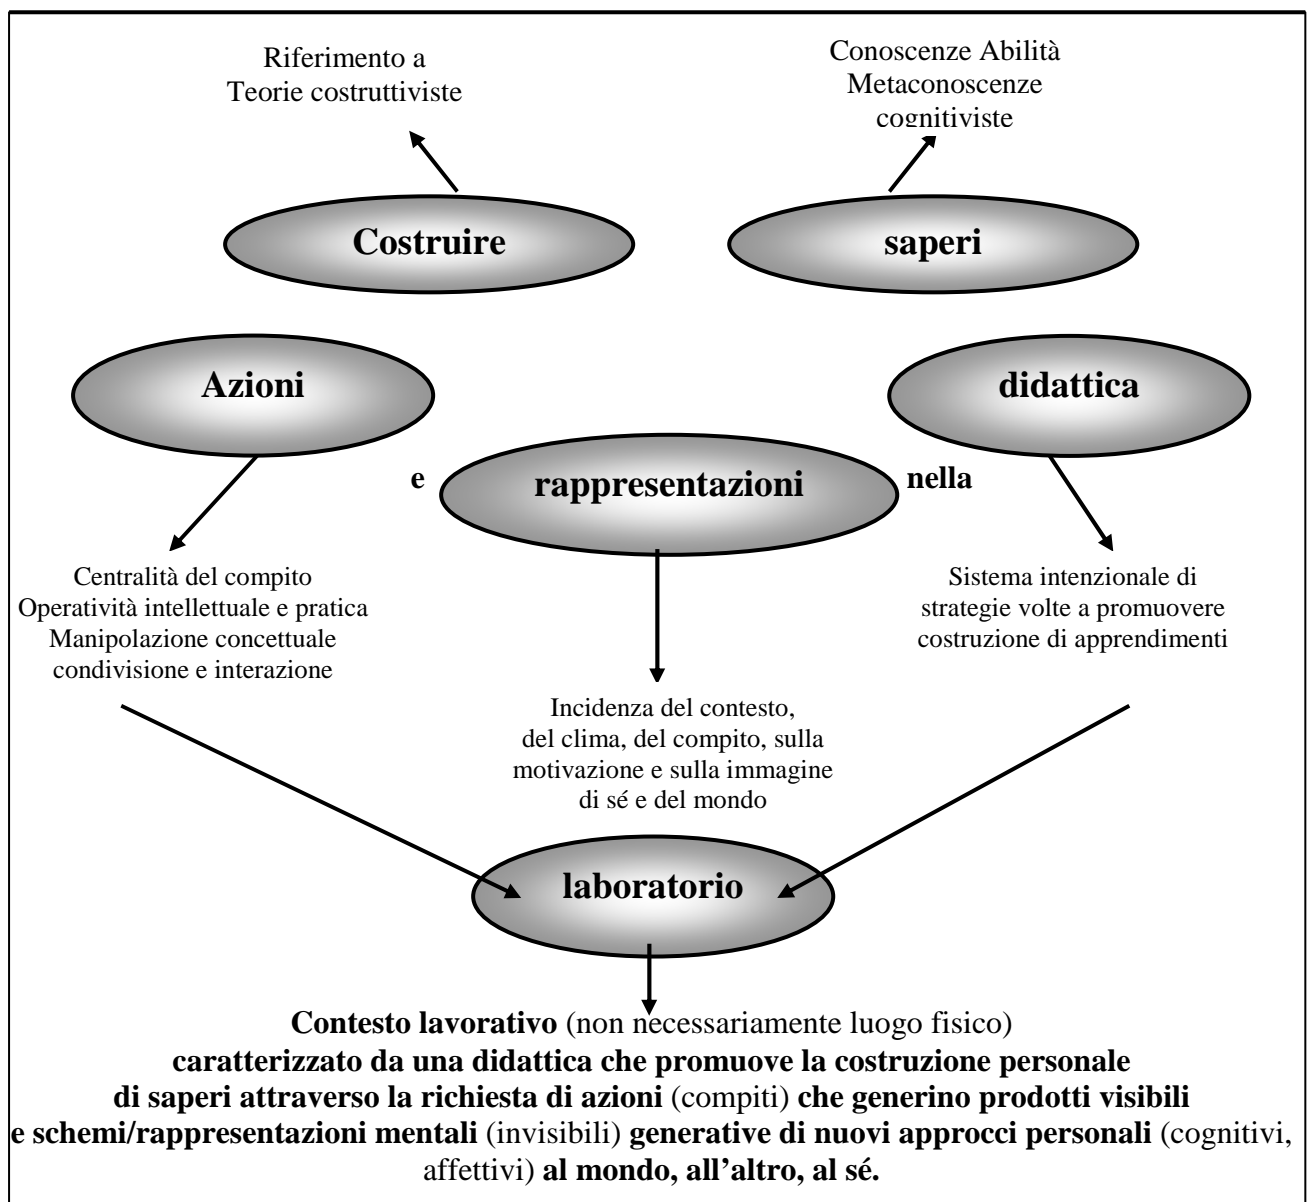 Riferimento a
Teorie costruttiviste
Conoscenze Abilità
Metaconoscenze
cognitiviste
Costruire
saperi
Azioni
didattica
e
rappresentazioni
nella
Centralità del compito
Operatività intellettuale e pratica
Manipolazione concettuale
condivisione e interazione
Sistema intenzionale di
strategie volte a promuovere
costruzione di apprendimenti
Incidenza del contesto,
del clima, del compito, sulla
motivazione e sulla immagine
di sé e del mondo
laboratorio
Contesto lavorativo (non necessariamente luogo fisico)
caratterizzato da una didattica che promuove la costruzione personale
di saperi attraverso la richiesta di azioni (compiti) che generino prodotti visibili
e schemi/rappresentazioni mentali (invisibili) generative di nuovi approcci personali (cognitivi,
affettivi) al mondo, all’altro, al sé.